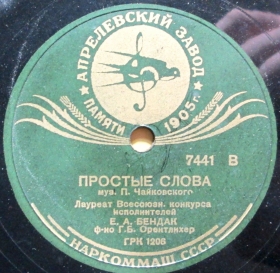 АПРЕЛЕВСКИЙ ЗАВОД
ПАМЯТИ 1905г.
7441 В
ПРОСТЫЕ СЛОВА
муз. П. Чайковского
Лауреат Всесоюзн. конкурса
исполнителей
Е. А. БЕНДАК
ф-но Г.Б. Орентлихер
ГРК 1206
НАРКОММАШ СССР